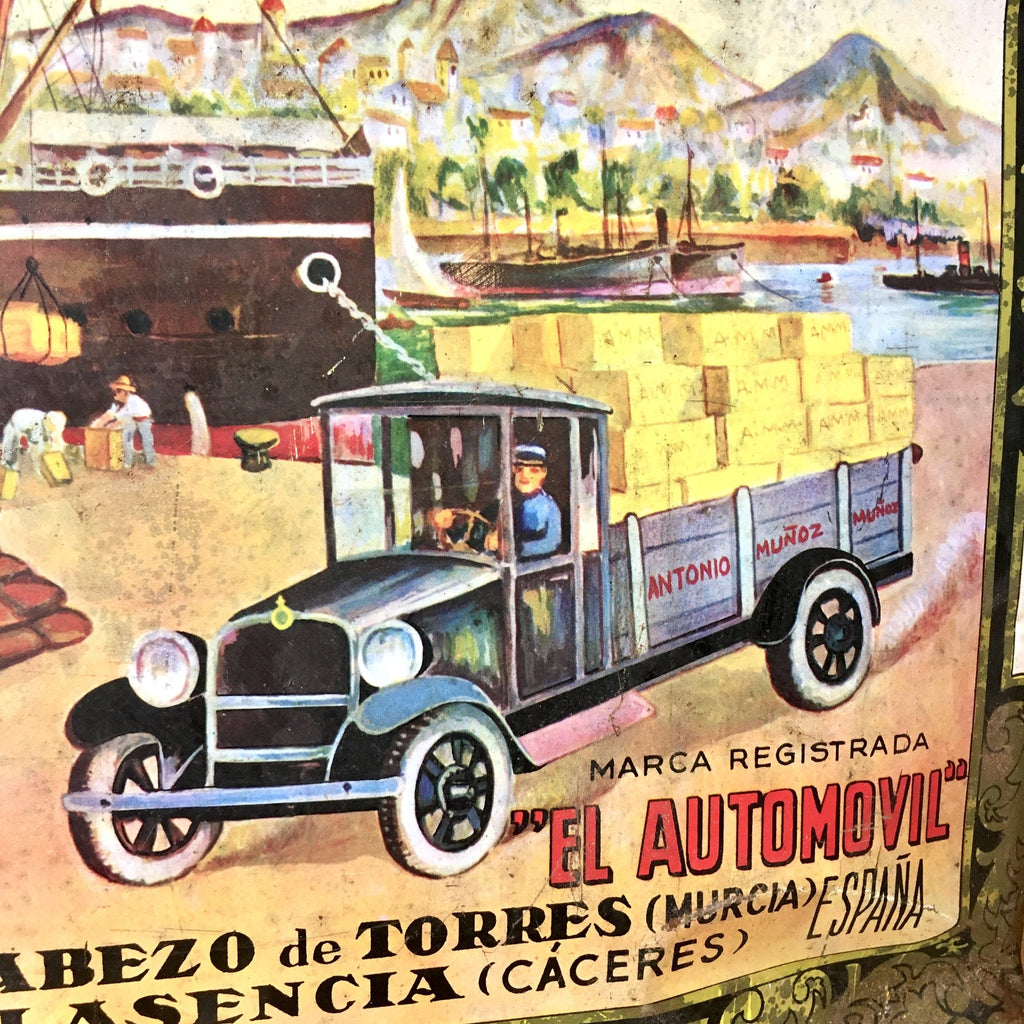 A.M.M A.M.M A.M.M
A.M.M A.M.M
A.M.M A.M.M
ANTONIO MUÑOZ MUÑOZ
MARCA REGISTRADA
"EL AUTOMOVIL"
ABEZO de TORRES (MURCIA) ESPAÑA
LASENCIA (CÁCERES)